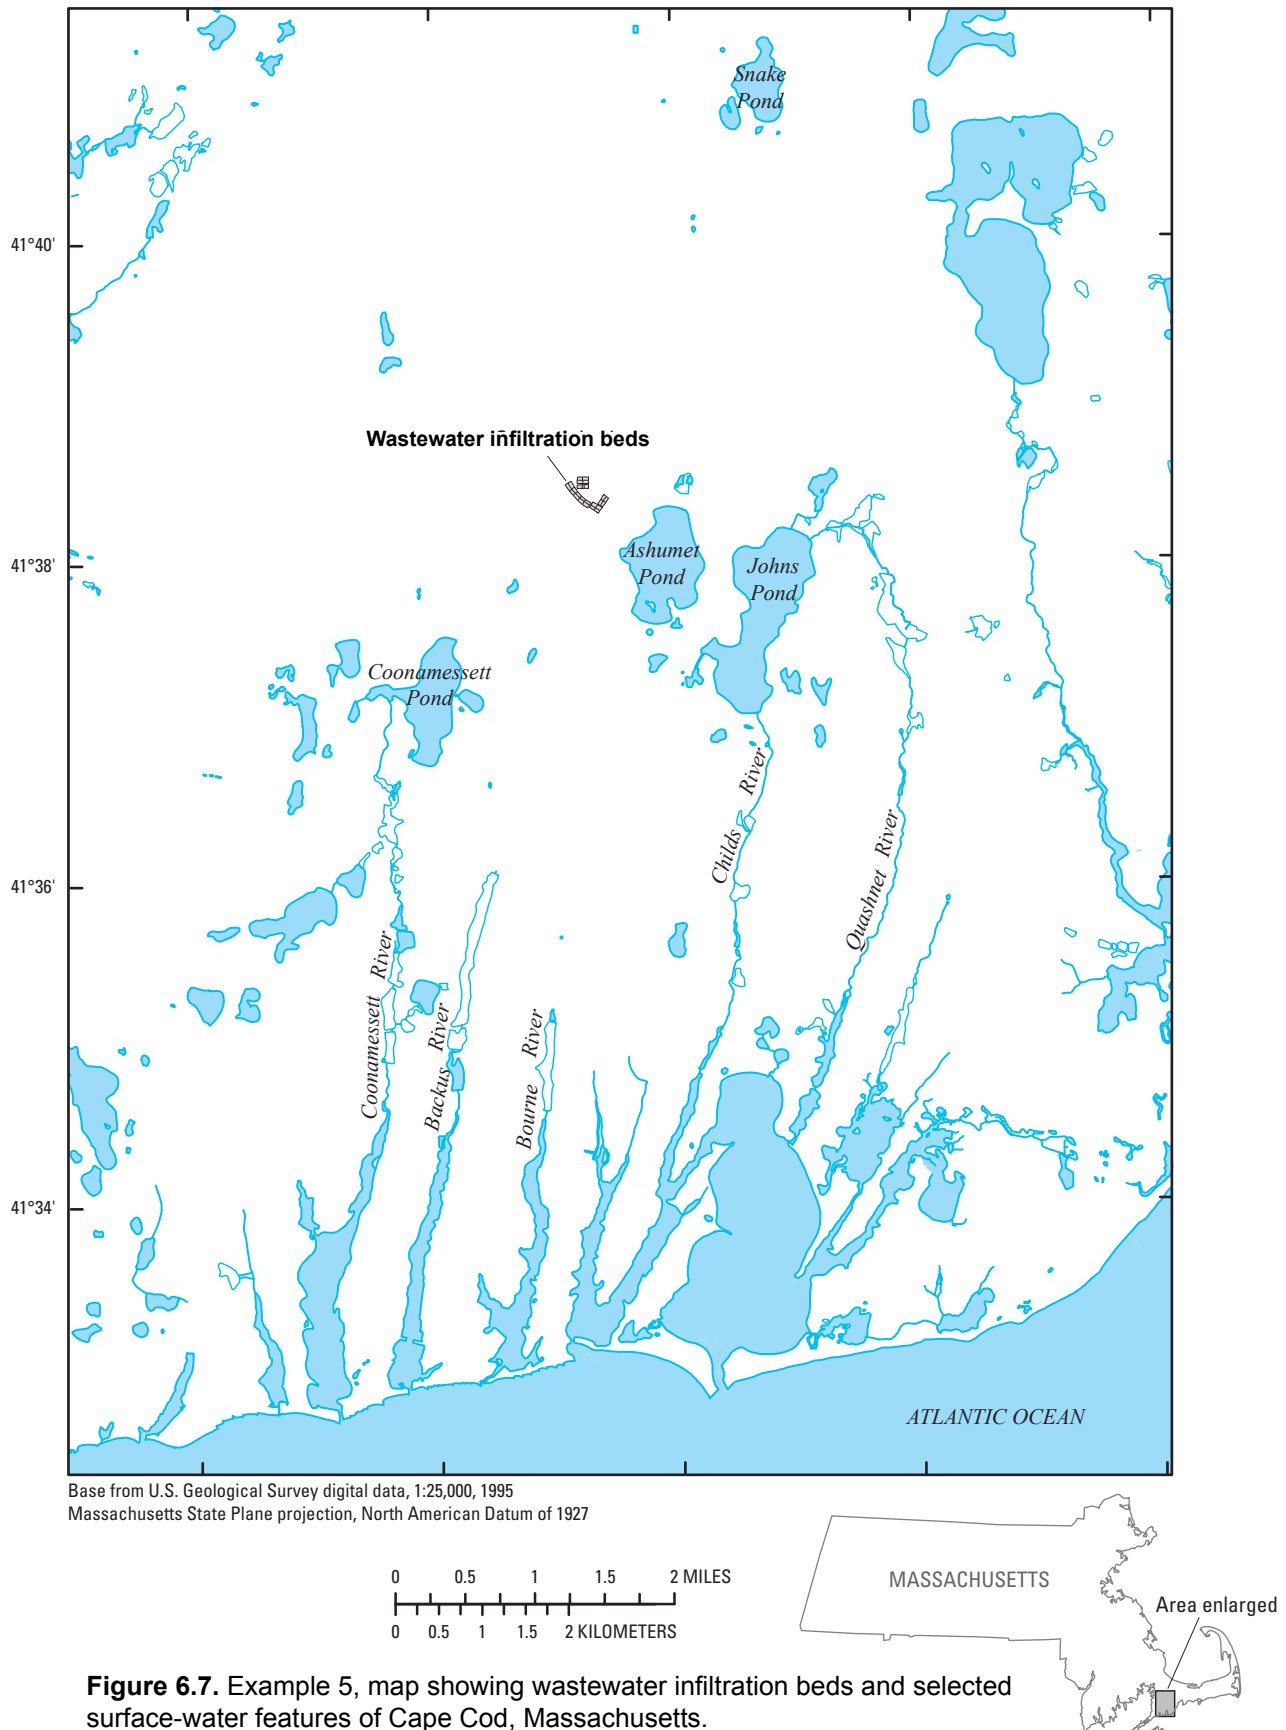 Snake
Pond
41°40'
Wastewater infiltration beds
Ashumet
Pond
Johns
Pond
41°38'
Coonamessett
Pond
Childs River
Quashnet River
41°36'
Coonamessett River
Backus River
Bourne River
41°34'
ATLANTIC OCEAN
Base from U.S. Geological Survey digital data, 1:25,000, 1995
Massachusetts State Plane projection, North American Datum of 1927
0 0.5 1 1.5 2 MILES
0 0.5 1 1.5 2 KILOMETERS
MASSACHUSETTS
Area enlarged
Figure 6.7. Example 5, map showing wastewater infiltration beds and selected
surface-water features of Cape Cod, Massachusetts.